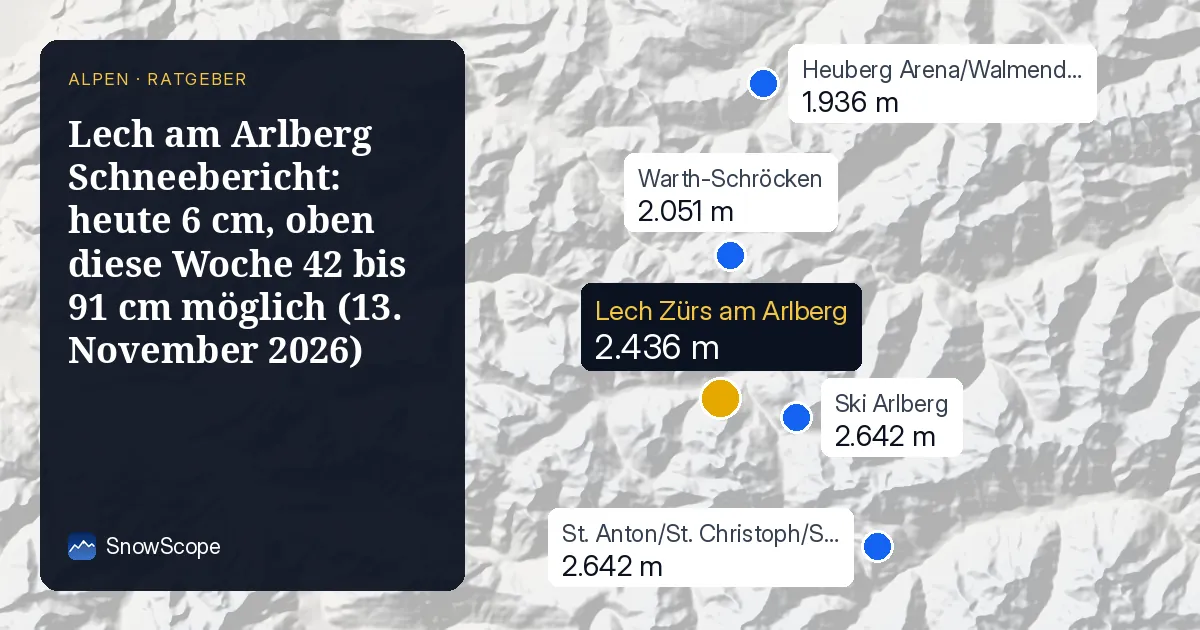 ALPEN · RATGEBER
Lech am Arlberg
Schneebericht:
heute 6 cm, oben
diese Woche 42 bis
91 cm möglich (13.
November 2026)
SnowScope
Heuberg Arena/Walmend...
1.936 m
Warth-Schröcken
2.051 m
Lech Zürs am Arlberg
2.436 m
Ski Arlberg
2.642 m
St. Anton/St. Christoph/S...
2.642 m